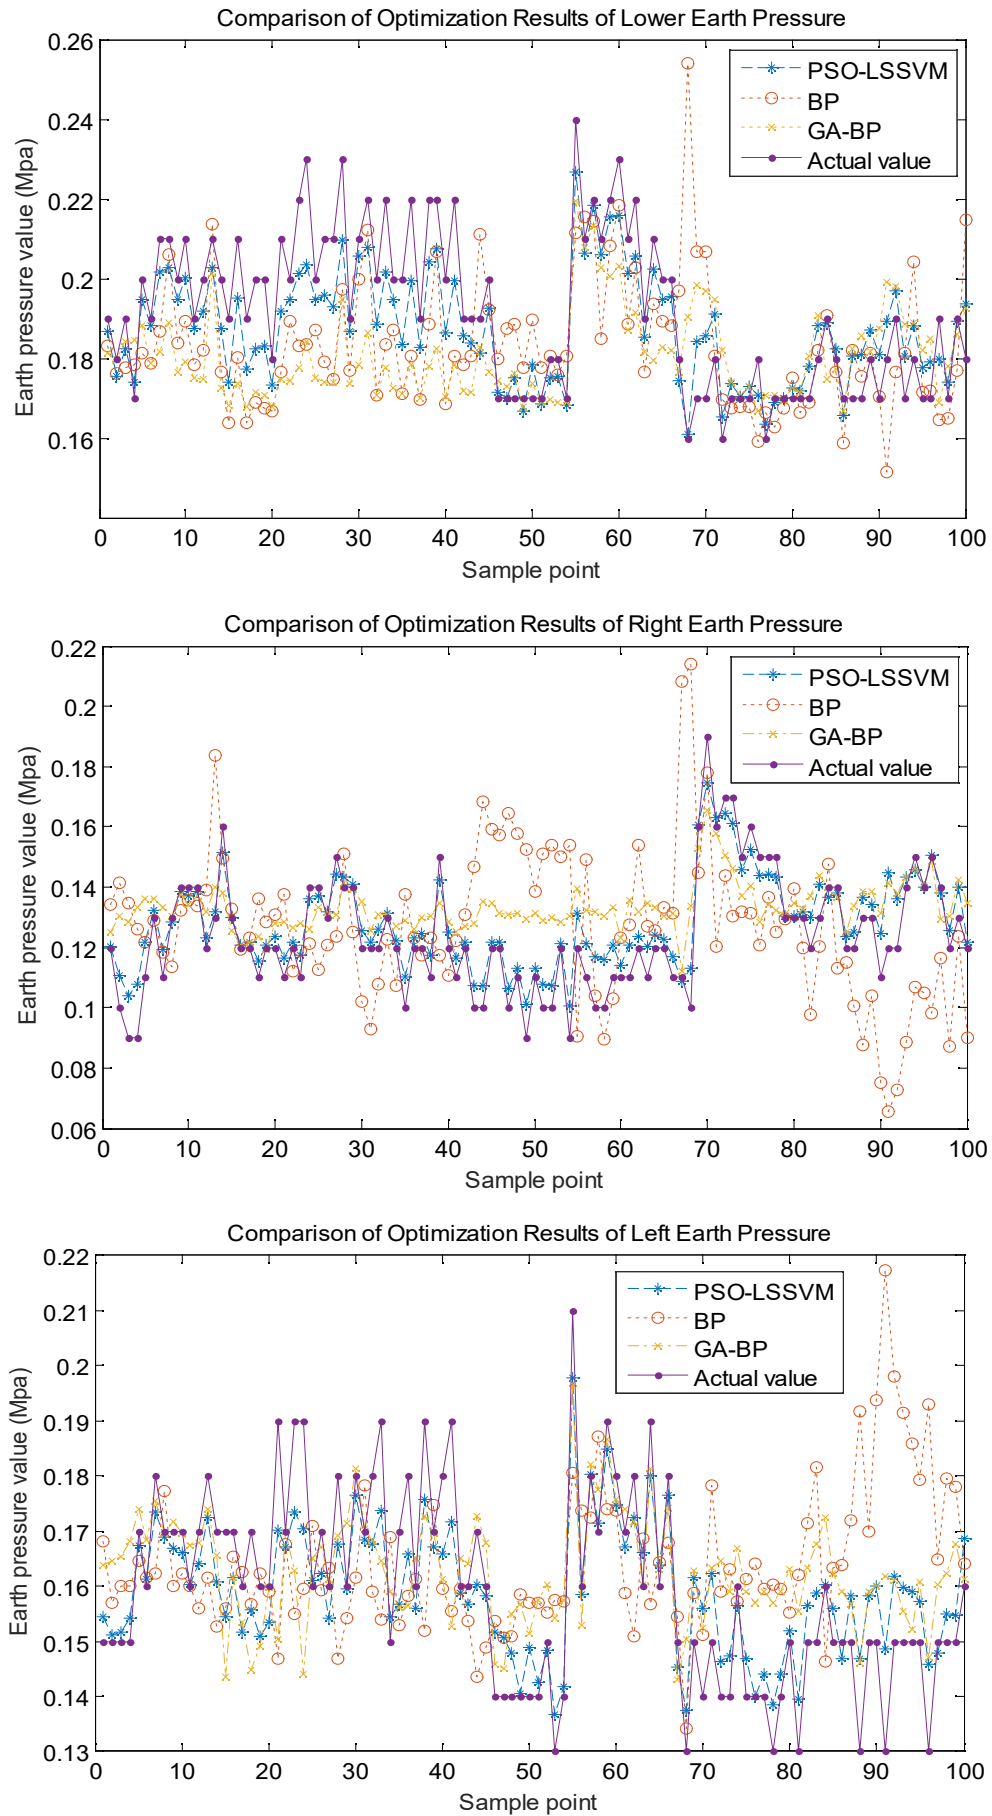 Comparison of Optimization Results of Lower Earth Pressure
0.26
0.24
0.22
0.2
0.18
0.16
Earth pressure value (Mpa)
PSO-LSSVM
BP
GA-BP
Actual value
0 10 20 30 40 50 60 70 80 90 100
Sample point
Comparison of Optimization Results of Right Earth Pressure
0.22
0.2
0.18
0.16
0.14
0.12
0.1
0.08
0.06
Earth pressure value (Mpa)
PSO-LSSVM
BP
GA-BP
Actual value
0 10 20 30 40 50 60 70 80 90 100
Sample point
Comparison of Optimization Results of Left Earth Pressure
0.22
0.21
0.2
0.19
0.18
0.17
0.16
0.15
0.14
0.13
Earth pressure value (Mpa)
PSO-LSSVM
BP
GA-BP
Actual value
0 10 20 30 40 50 60 70 80 90 100
Sample point